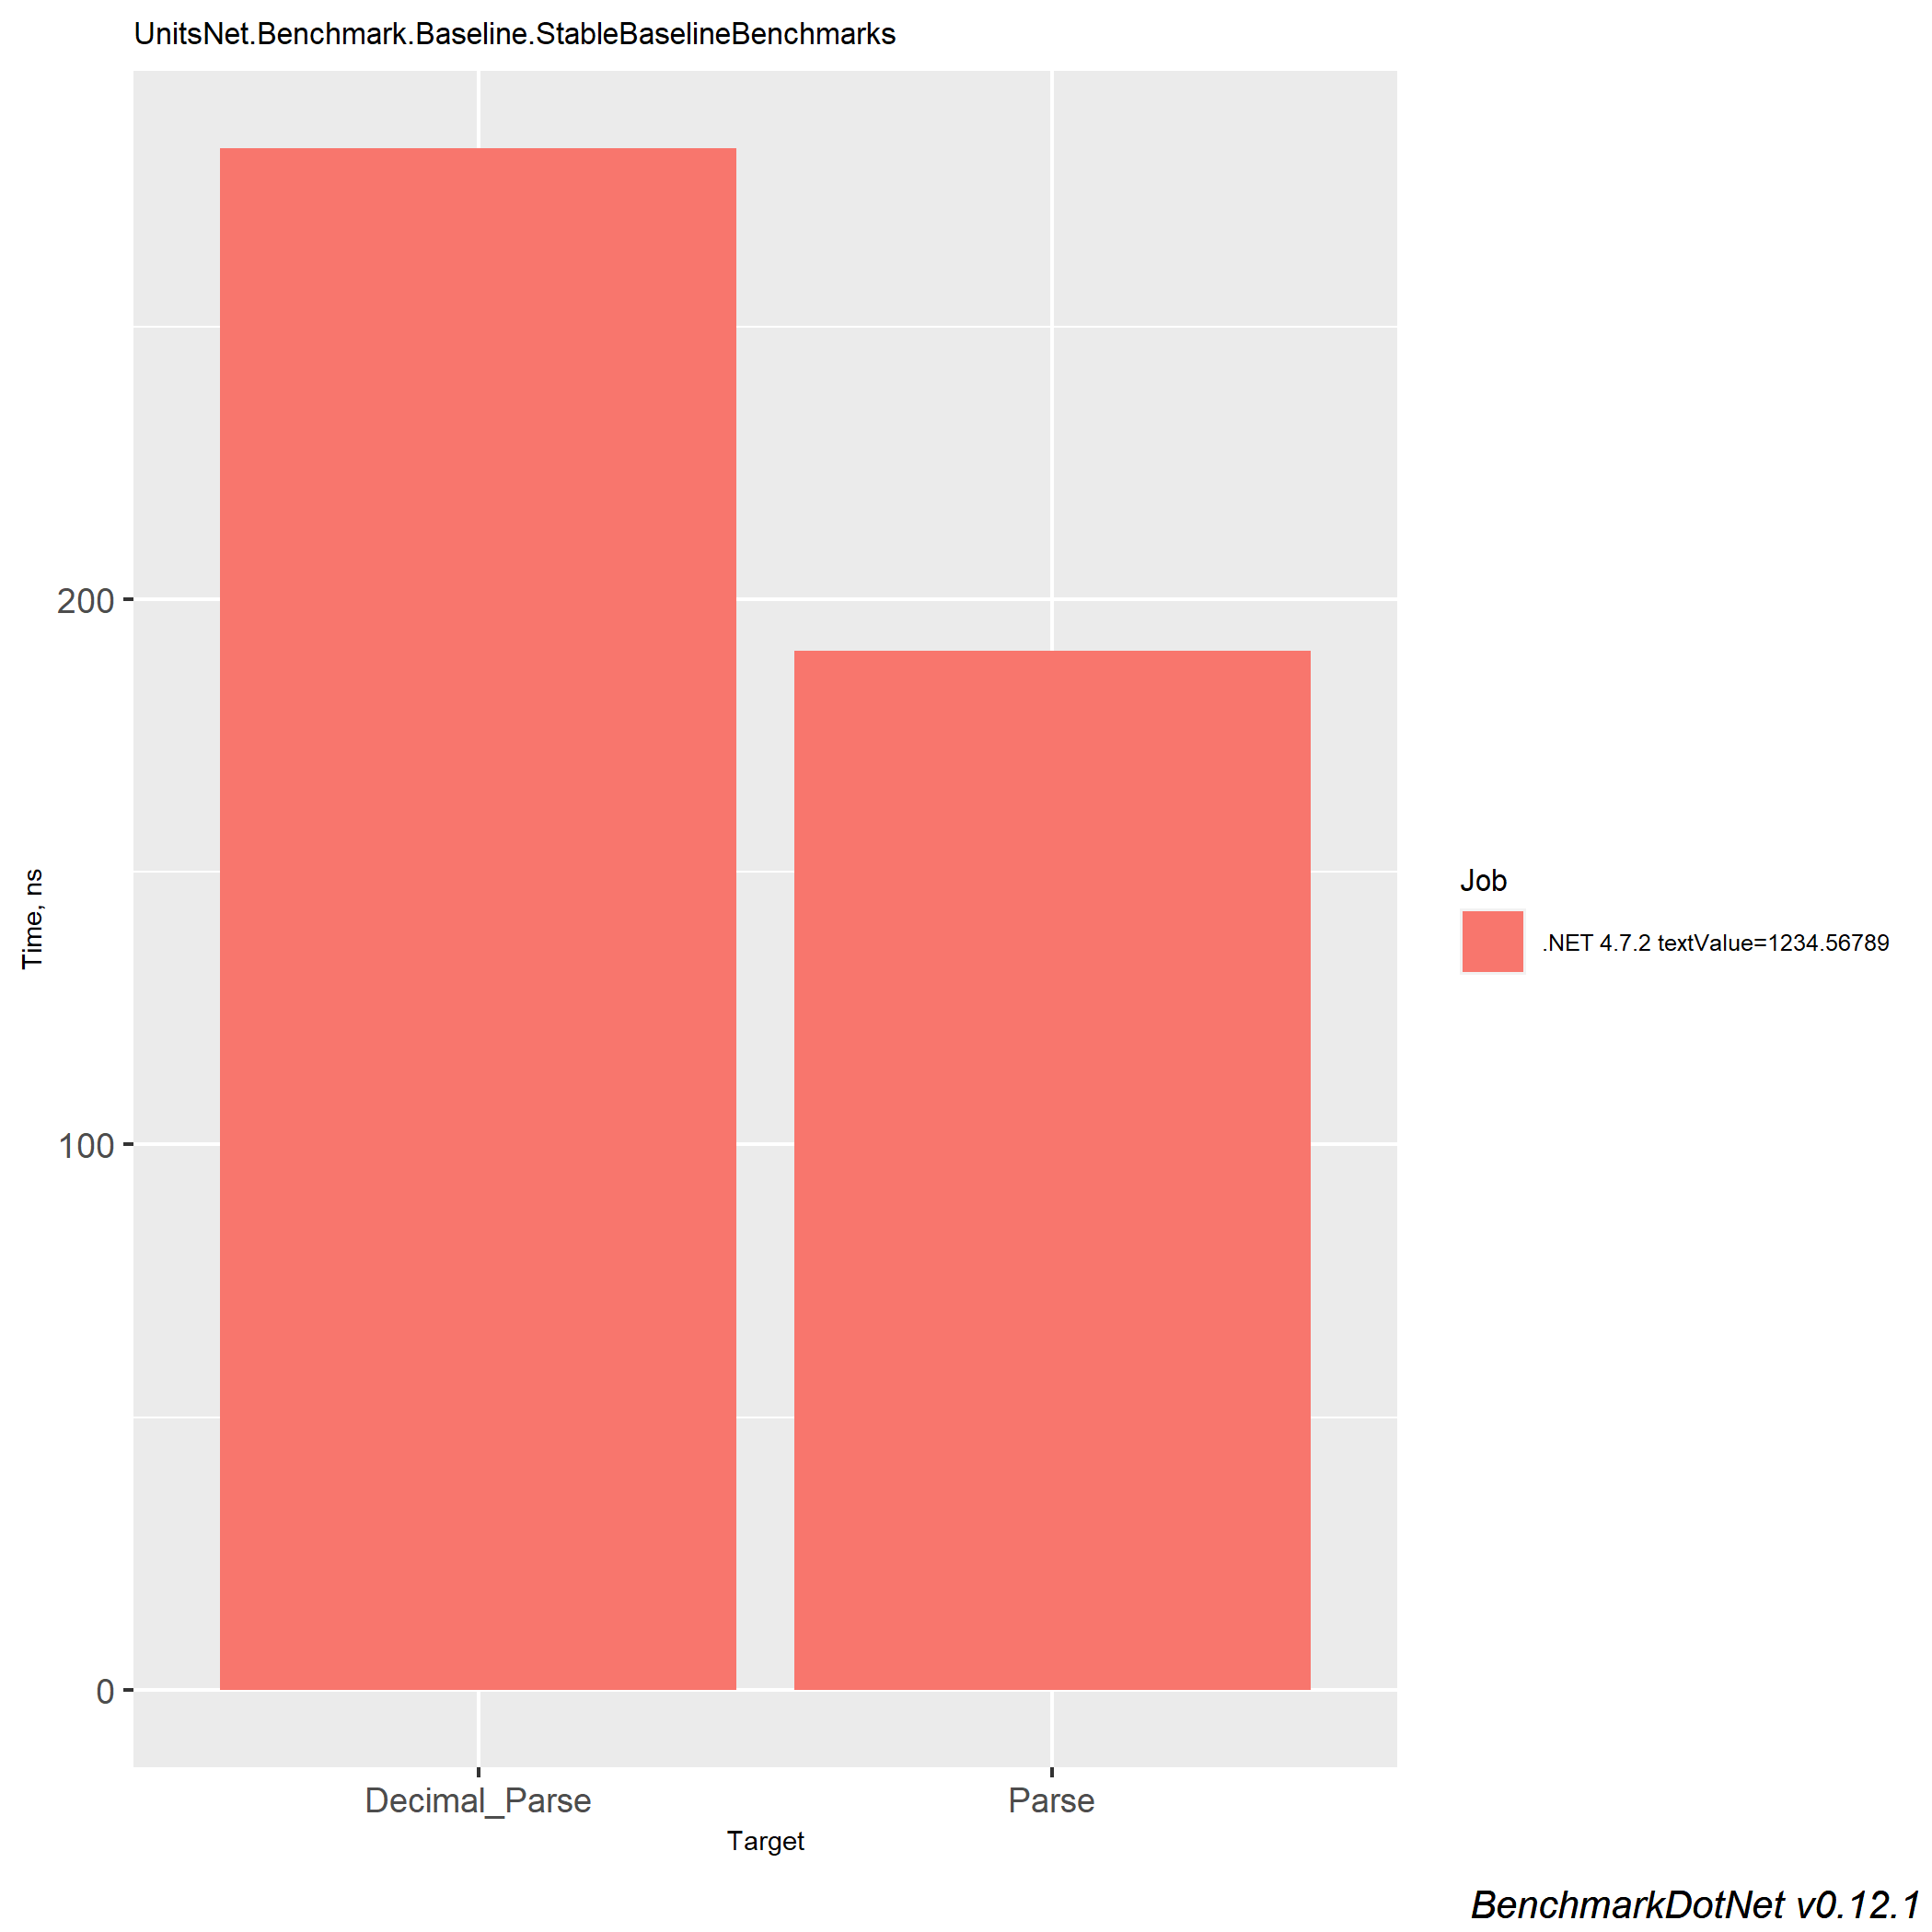 UnitsNet.Benchmark.Baseline.StableBaselineBenchmarks
200
100
0
Time, ns
Decimal_Parse
Parse
Target
Job
.NET 4.7.2 textValue=1234.56789
BenchmarkDotNet v0.12.1